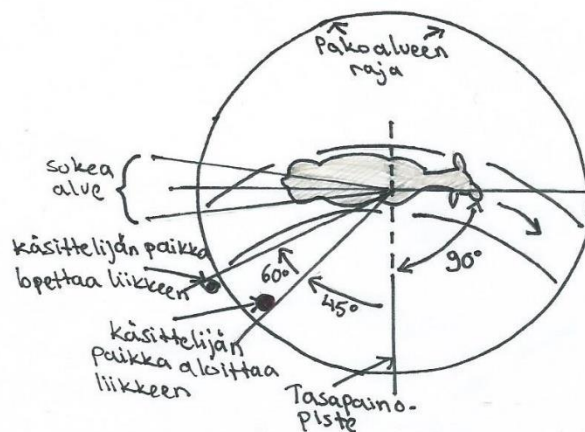 Pakoalueen
raja
sokea
alue
käsittelijän paikka
lopettaa liikkeen
60°
45°
90°
käsittelijän
paikka aloittaa
liikkeen
Tasapaino-
piste